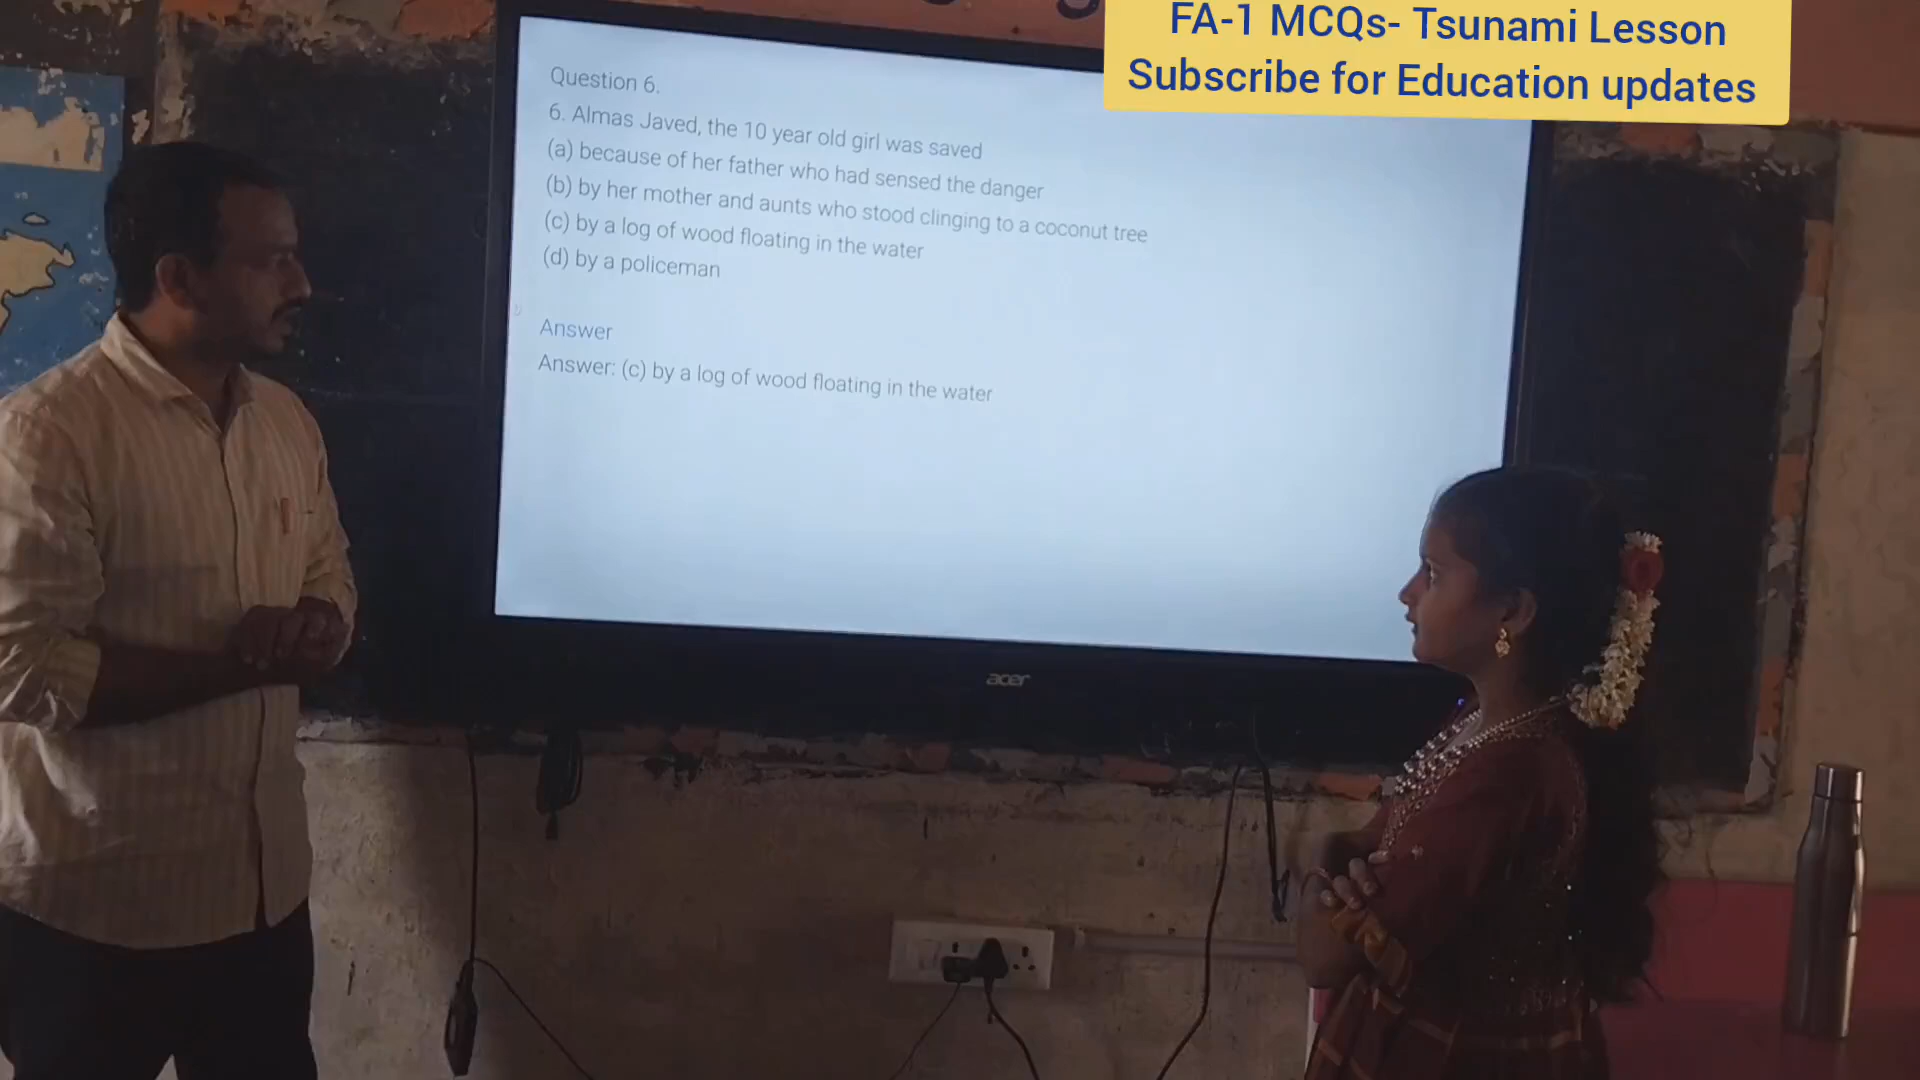 FA-1 MCQs- Tsunami Lesson
Subscribe for Education updates
Question 6.
6. Almas Javed, the 10 year old girl was saved
(a) because of her father who had sensed the danger
(b) by her mother and aunts who stood clinging to a coconut tree
(c) by a log of wood floating in the water
(d) by a policeman
Answer
Answer: (c) by a log of wood floating in the water
acer